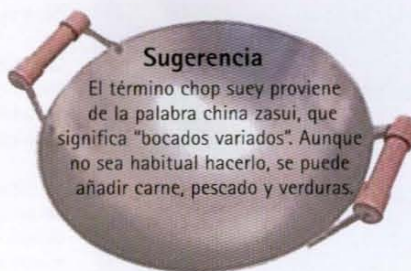 Sugerencia
El término chop suey proviene
de la palabra china zasui, que
significa "bocados variados". Aunque
no sea habitual hacerlo, se puede
añadir carne, pescado y verduras.